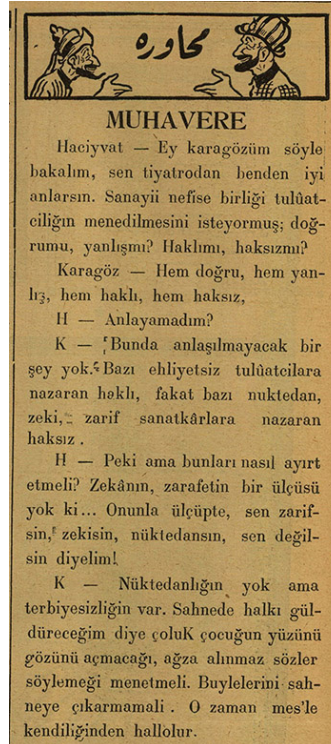 محاوره
MUHAVERE
Haciyvat — Ey karagözüm söyle
bakalım, sen tiyatrodan benden iyi
anlarsın. Sanayii nefise birliği tulûat-
ciliğın menedilmesini isteyormuş; doğ-
rumu, yanlışmı? Haklımı, haksızmı?
Karagöz — Hem doğru, hem yan-
lış, hem haklı, hem haksız,
H — Anlayamadım?
K — Bunda anlaşılmayacak bir
şey yok. Bazı ehliyetsiz tulûatcilara
nazaran haklı, fakat bazı nuktedan,
zeki, zarif sanatkârlara nazaran
haksız .
H — Peki ama bunları nasıl ayırt
etmeli? Zekânın, zarafetin bir ülçüsü
yok ki... Onunla ülçüpte, sen zarif-
sin, zekisin, nüktedansın, sen değil-
sin diyelim!
K — Nüktedanlığın yok ama
terbiyesizliğin var. Sahnede halkı gül-
düreceğim diye çoluK çocuğun yüzünü
gözünü açmacağı, ağza alınmaz sözler
söylemeği menetmeli. Buylelerini sah-
neye çıkarmamali . O zaman mes'le
kendiliğinden hallolur.